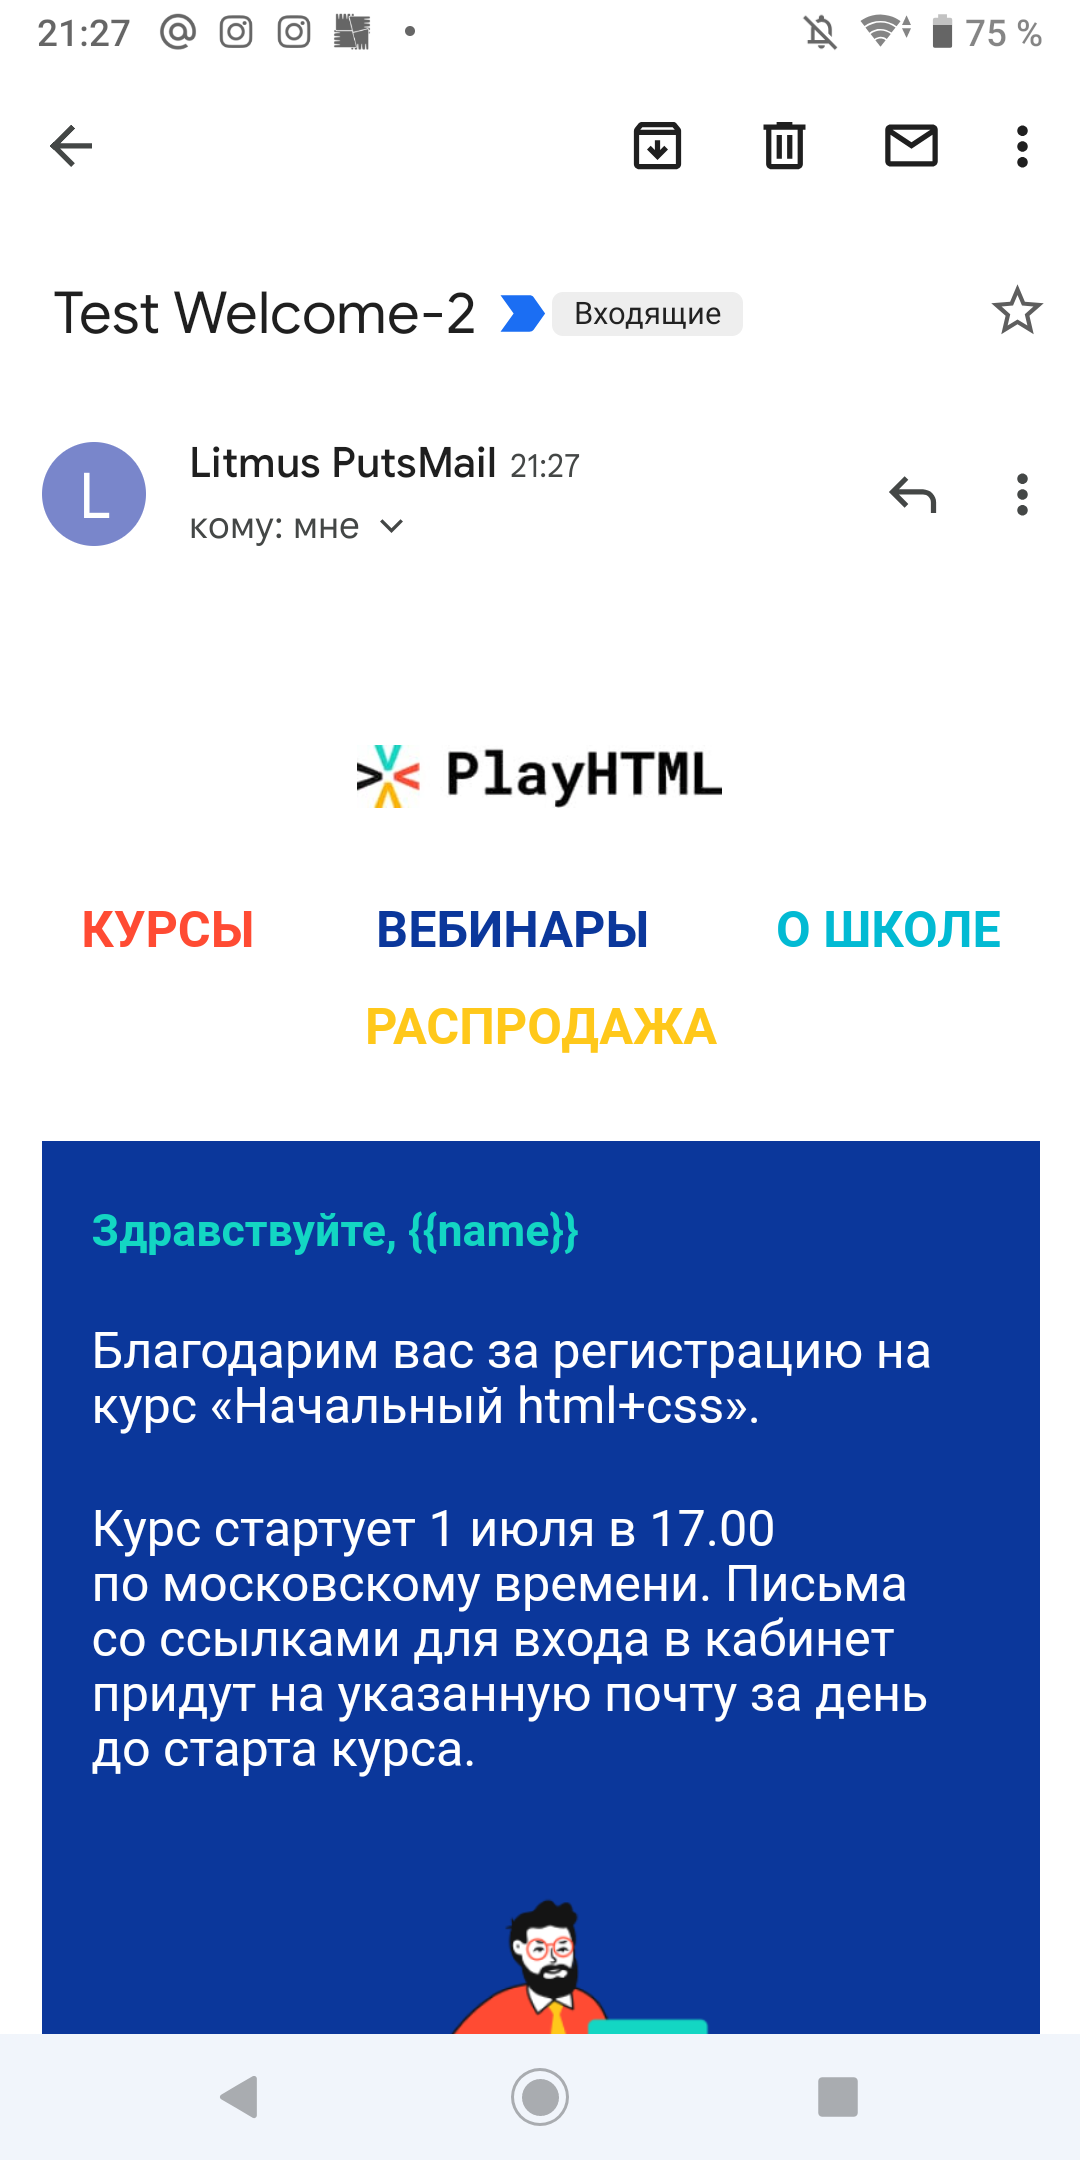 21:27 75 %
Test Welcome-2 Входящие
L
Litmus PutsMail 21:27
кому: мне
PlayHTML
КУРСЫ ВЕБИНАРЫ О ШКОЛЕ
РАСПРОДАЖА
Здравствуйте, {{name}}
Благодарим вас за регистрацию на
курс «Начальный html+css».
Курс стартует 1 июля в 17.00
по московскому времени. Письма
со ссылками для входа в кабинет
придут на указанную почту за день
до старта курса.